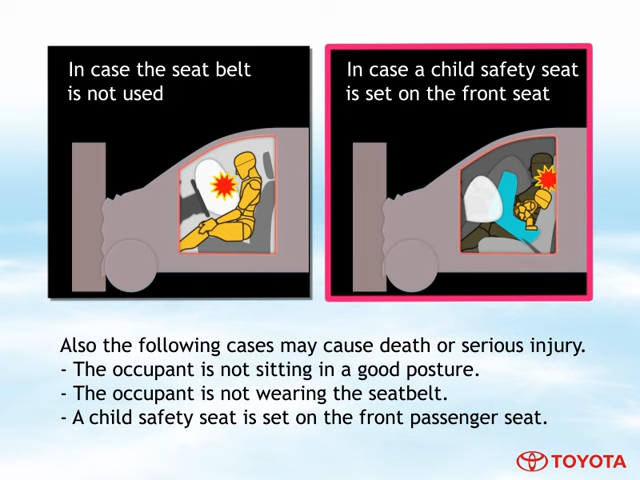 In case the seat belt
is not used
In case a child safety seat
is set on the front seat
Also the following cases may cause death or serious injury.
- The occupant is not sitting in a good posture.
- The occupant is not wearing the seatbelt.
- A child safety seat is set on the front passenger seat.
TOYOTA